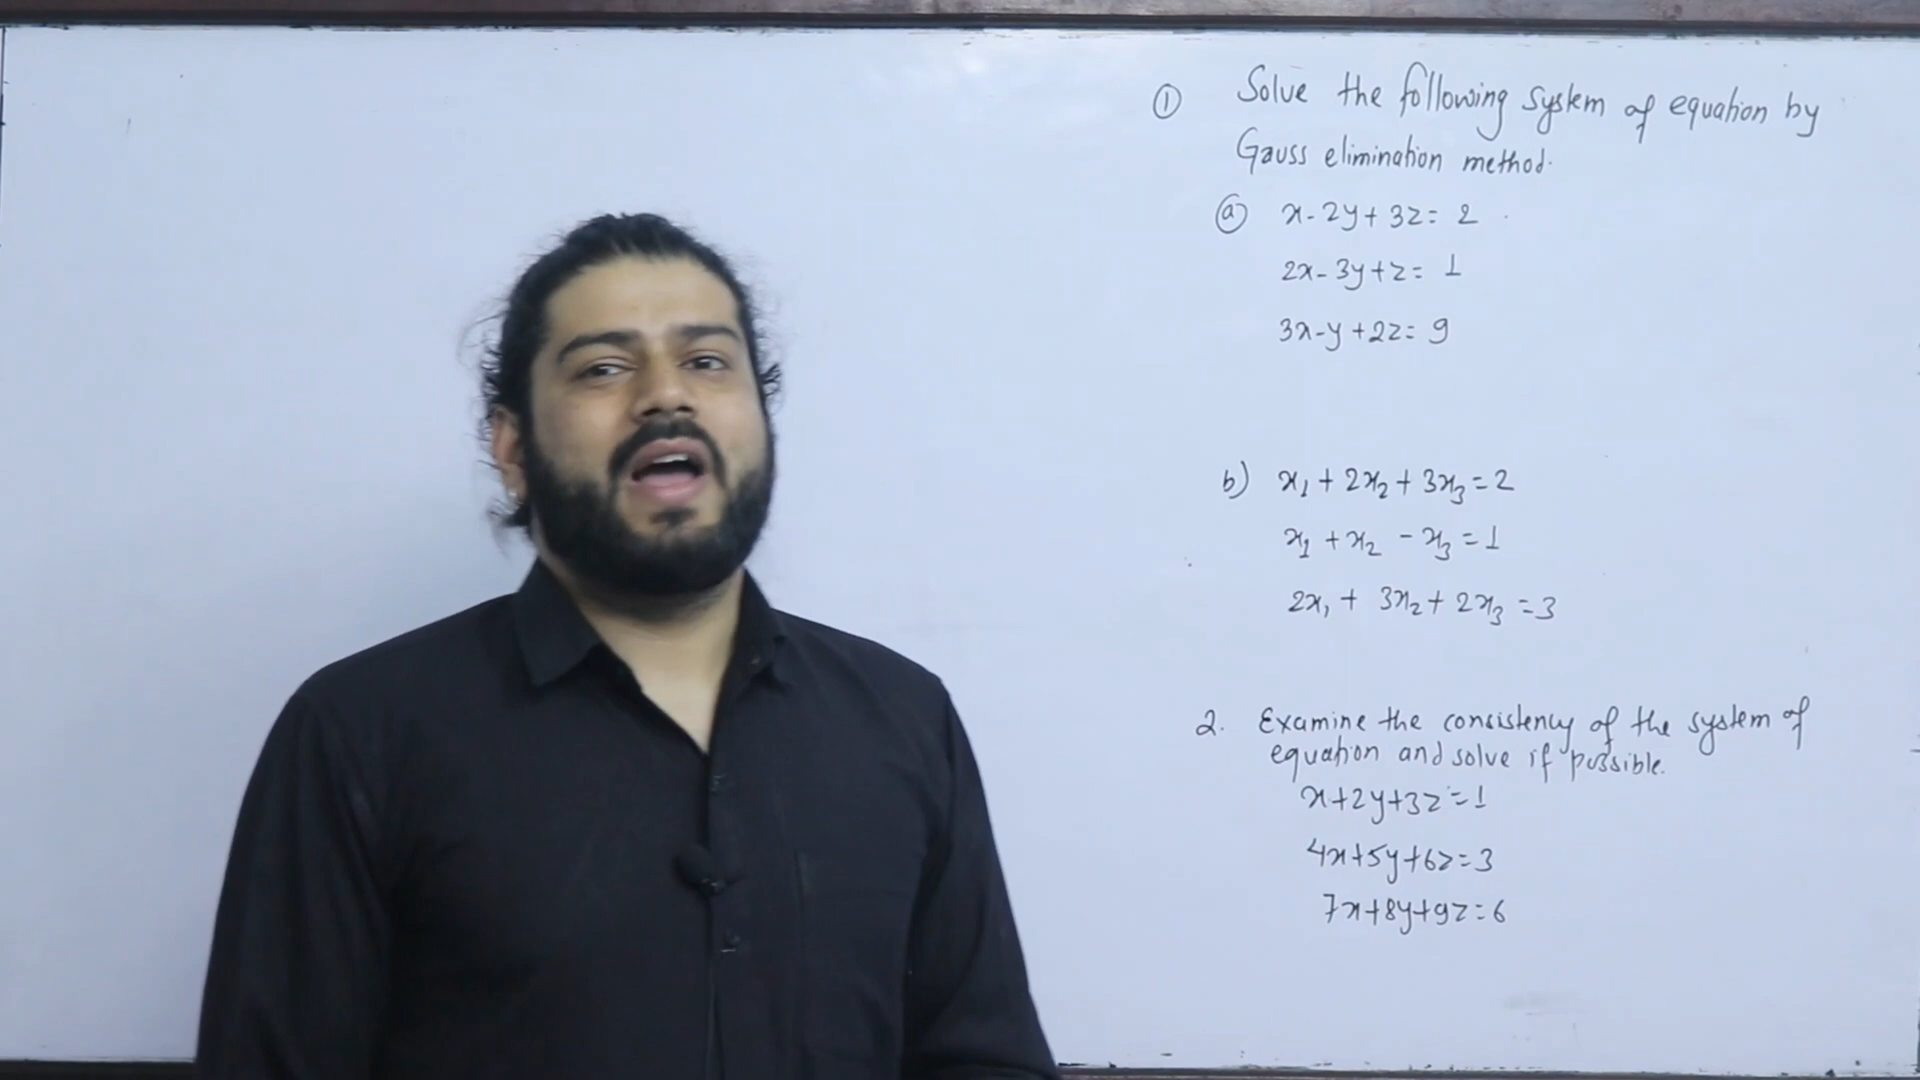 ① Solve the following system of equation by
Gauss elimination method.
ⓐ x - 2y + 3z = 2
2x - 3y + z = 1
3x - y + 2z = 9
b) x₁ + 2x₂ + 3x₃ = 2
x₁ + x₂ - x₃ = 1
2x₁ + 3x₂ + 2x₃ = 3
2. Examine the consistency of the system of
equation and solve if possible.
x + 2y + 3z = 1
4x + 5y + 6z = 3
7x + 8y + 9z = 6